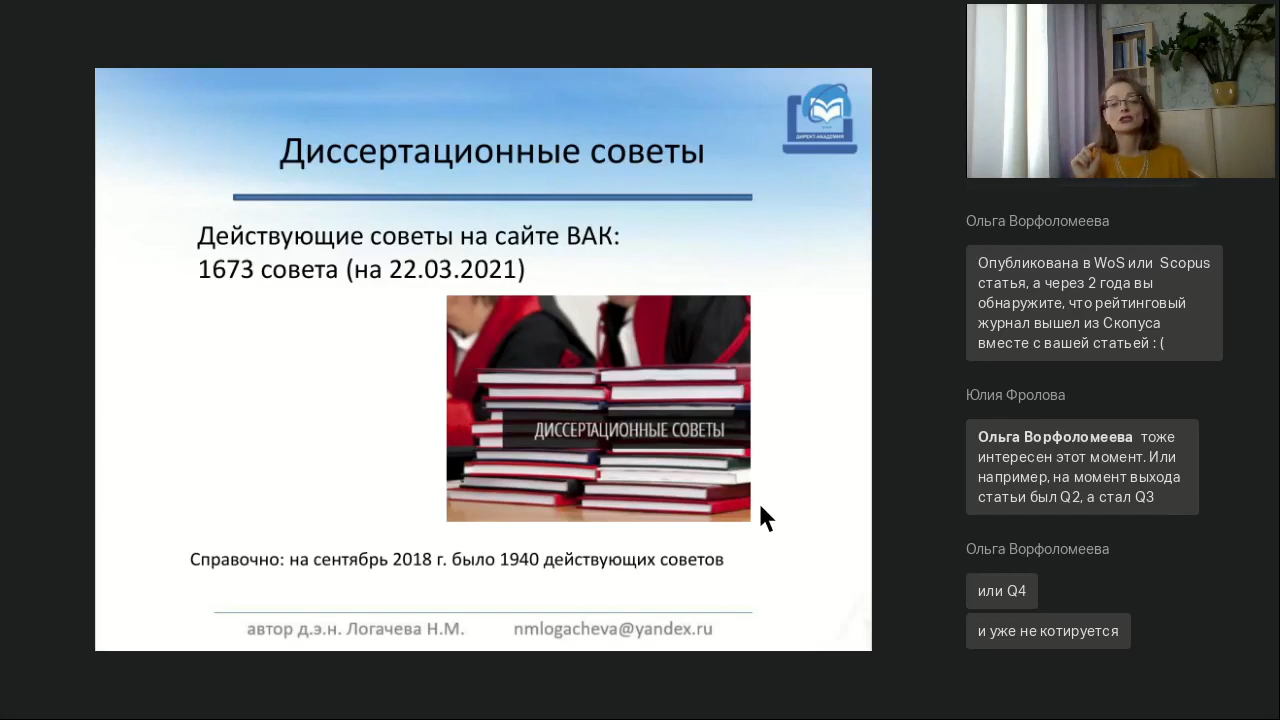 Диссертационные советы
ДИРЕКТ-АКАДЕМИЯ
Действующие советы на сайте ВАК:
1673 совета (на 22.03.2021)
ДИССЕРТАЦИОННЫЕ СОВЕТЫ
Справочно: на сентябрь 2018 г. было 1940 действующих советов
автор д.э.н. Логачева Н.М. nmlogacheva@yandex.ru
Ольга Ворфоломеева
Опубликована в WoS или Scopus
статья, а через 2 года вы
обнаружите, что рейтинговый
журнал вышел из Скопуса
вместе с вашей статьей : (
Юлия Фролова
Ольга Ворфоломеева тоже
интересен этот момент. Или
например, на момент выхода
статьи был Q2, а стал Q3
Ольга Ворфоломеева
или Q4
и уже не котируется